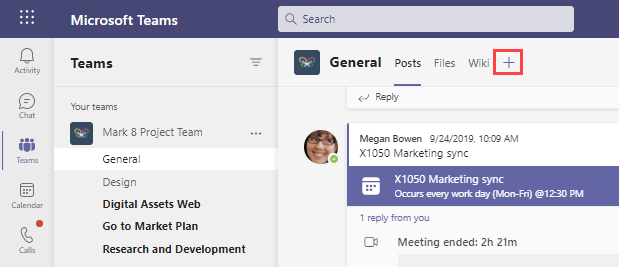 Microsoft Teams
Search
Activity
Chat
Teams
Calendar
Calls
Teams
Your teams
Mark 8 Project Team
General
Design
Digital Assets Web
Go to Market Plan
Research and Development
General Posts Files Wiki
Reply
Megan Bowen 9/24/2019, 10:09 AM
X1050 Marketing sync
X1050 Marketing sync
Occurs every work day (Mon-Fri) @12:30 PM
1 reply from you
Meeting ended: 2h 21m